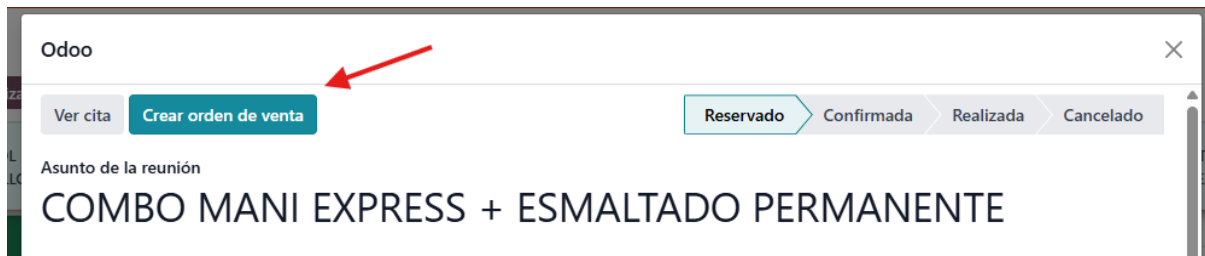 Odoo
Ver cita Crear orden de venta Reservado Confirmada Realizada Cancelado
Asunto de la reunión
COMBO MANI EXPRESS + ESMALTADO PERMANENTE